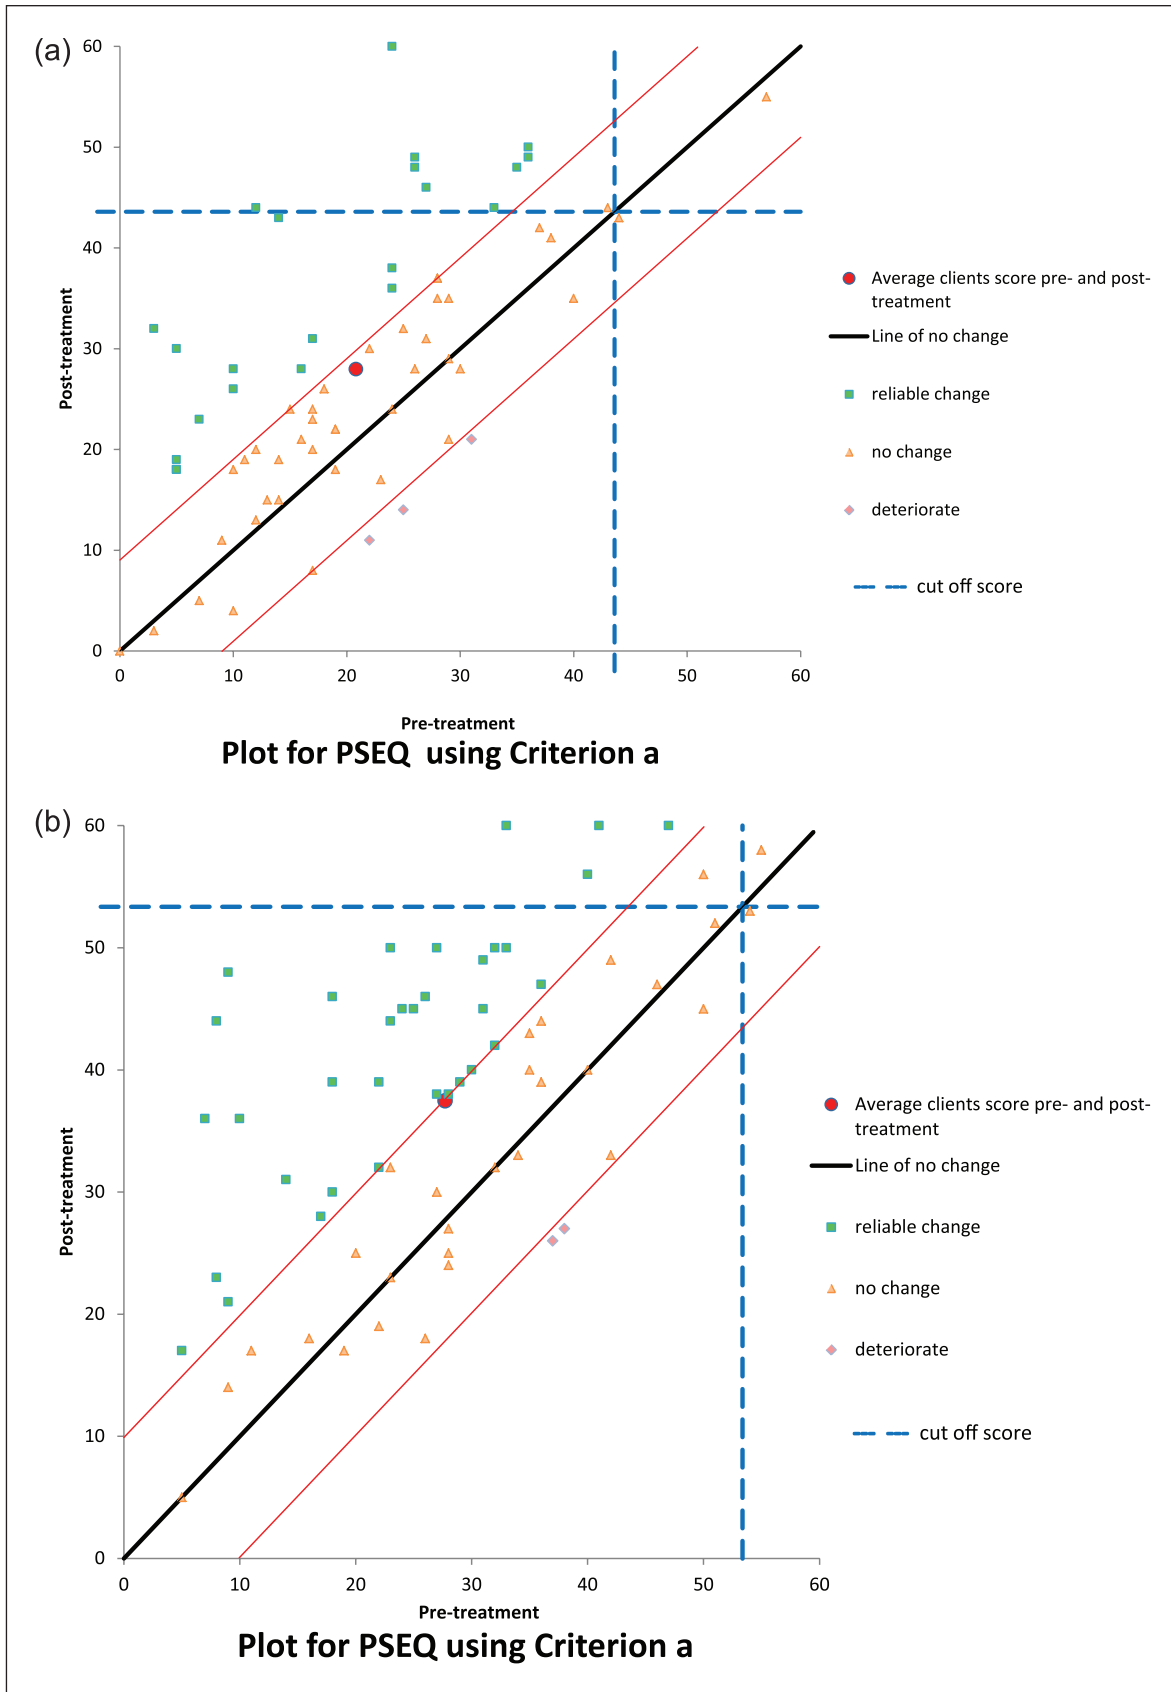 (a)
60
50
40
30
20
10
0
Post-treatment
0 10 20 30 40 50 60
Pre-treatment
Plot for PSEQ using Criterion a
Average clients score pre- and post-
treatment
Line of no change
reliable change
no change
deteriorate
cut off score
(b)
60
50
40
30
20
10
0
Post-treatment
0 10 20 30 40 50 60
Pre-treatment
Plot for PSEQ using Criterion a
Average clients score pre- and post-
treatment
Line of no change
reliable change
no change
deteriorate
cut off score